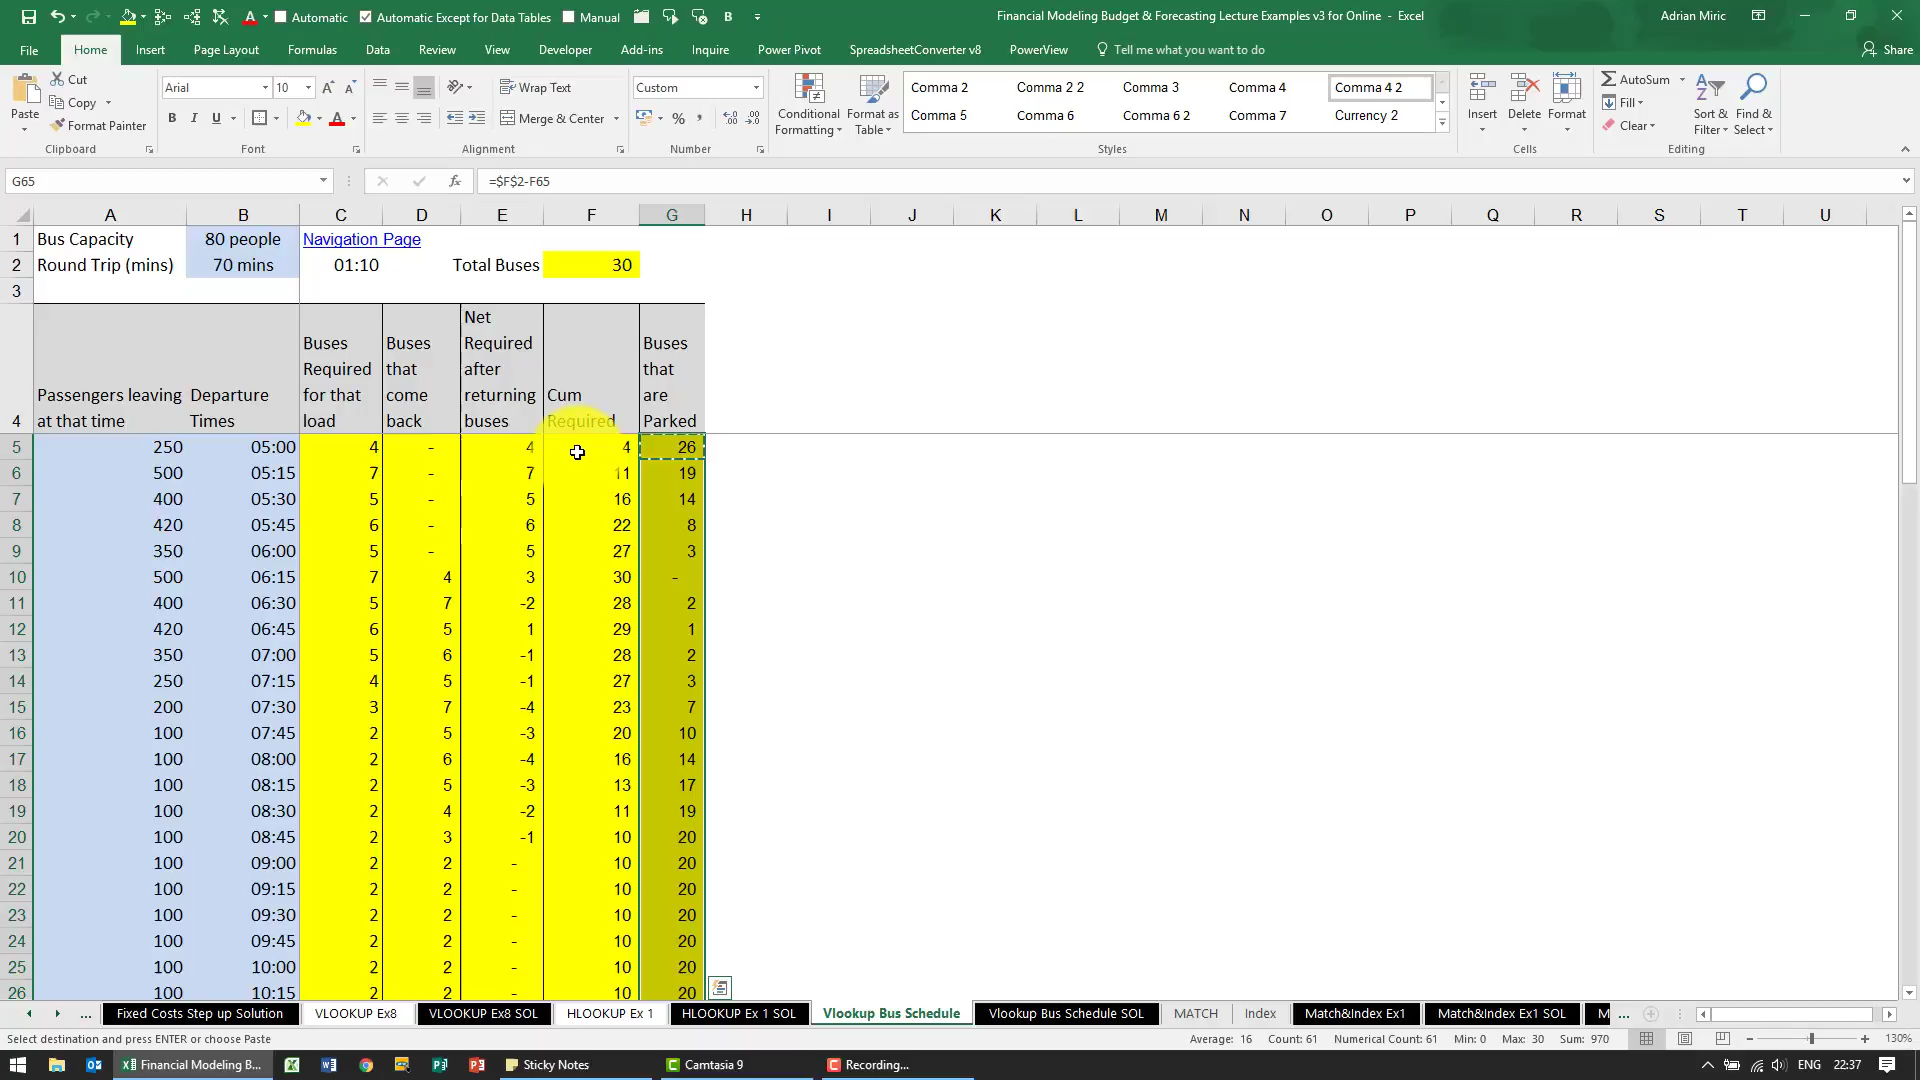 Automatic Automatic Except for Data Tables Manual Financial Modeling Budget & Forecasting Lecture Examples v3 for Online - Excel Adrian Miric
File Home Insert Page Layout Formulas Data Review View Developer Add-ins Inquire Power Pivot SpreadsheetConverter v8 PowerView Tell me what you want to do Share
Paste Cut Copy Format Painter Clipboard
Arial 10 B I U Font
Wrap Text Merge & Center Alignment
Custom % Number
Conditional Formatting Format as Table
Comma 2 Comma 2 2 Comma 3 Comma 4 Comma 4 2
Comma 5 Comma 6 Comma 6 2 Comma 7 Currency 2
Styles
Insert Delete Format Cells
AutoSum Fill Clear Sort & Filter Find & Select Editing
G65 fx =$F$2-F65
A B C D E F G H I J K L M N O P Q R S T U
1 Bus Capacity 80 people Navigation Page
2 Round Trip (mins) 70 mins 01:10 Total Buses 30
3
4 Passengers leaving at that time Departure Times Buses Required for that load Buses that come back Net Required after returning buses Cum Required Buses that are Parked
5 250 05:00 4 - 4 4 26
6 500 05:15 7 - 7 11 19
7 400 05:30 5 - 5 16 14
8 420 05:45 6 - 6 22 8
9 350 06:00 5 - 5 27 3
10 500 06:15 7 4 3 30 -
11 400 06:30 5 7 -2 28 2
12 420 06:45 6 5 1 29 1
13 350 07:00 5 6 -1 28 2
14 250 07:15 4 5 -1 27 3
15 200 07:30 3 7 -4 23 7
16 100 07:45 2 5 -3 20 10
17 100 08:00 2 6 -4 16 14
18 100 08:15 2 5 -3 13 17
19 100 08:30 2 4 -2 11 19
20 100 08:45 2 3 -1 10 20
21 100 09:00 2 2 - 10 20
22 100 09:15 2 2 - 10 20
23 100 09:30 2 2 - 10 20
24 100 09:45 2 2 - 10 20
25 100 10:00 2 2 - 10 20
26 100 10:15 2 2 - 10 20
... Fixed Costs Step up Solution VLOOKUP Ex8 VLOOKUP Ex8 SOL HLOOKUP Ex 1 HLOOKUP Ex 1 SOL Vlookup Bus Schedule Vlookup Bus Schedule SOL MATCH Index Match&Index Ex1 Match&Index Ex1 SOL M ...
Select destination and press ENTER or choose Paste Average: 16 Count: 61 Numerical Count: 61 Min: 0 Max: 30 Sum: 970 130%
Financial Modeling B... Sticky Notes Camtasia 9 Recording... ENG 22:37